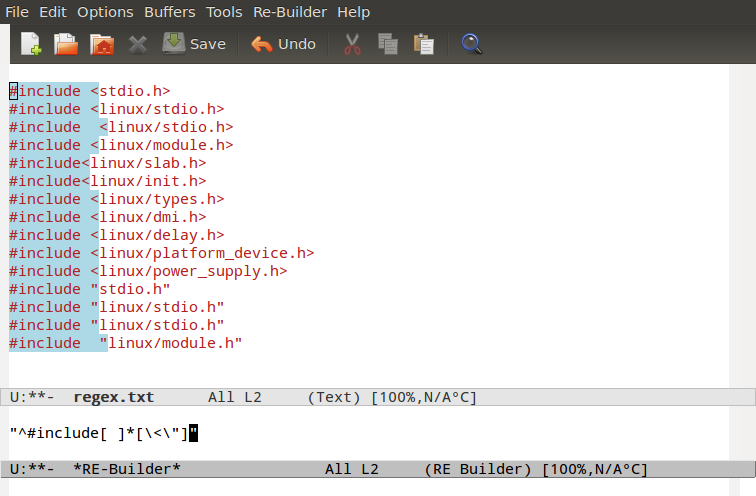 File Edit Options Buffers Tools Re-Builder Help
Save Undo
#include <stdio.h>
#include <linux/stdio.h>
#include  <linux/stdio.h>
#include <linux/module.h>
#include<linux/slab.h>
#include<linux/init.h>
#include <linux/types.h>
#include <linux/dmi.h>
#include <linux/delay.h>
#include <linux/platform_device.h>
#include <linux/power_supply.h>
#include "stdio.h"
#include "linux/stdio.h"
#include "linux/stdio.h"
#include  "linux/module.h"
U:**-  regex.txt      All L2     (Text) [100%,N/A°C]
"^#include[ ]*[\<\"]"
U:**-  *RE-Builder*                All L2     (RE Builder) [100%,N/A°C]